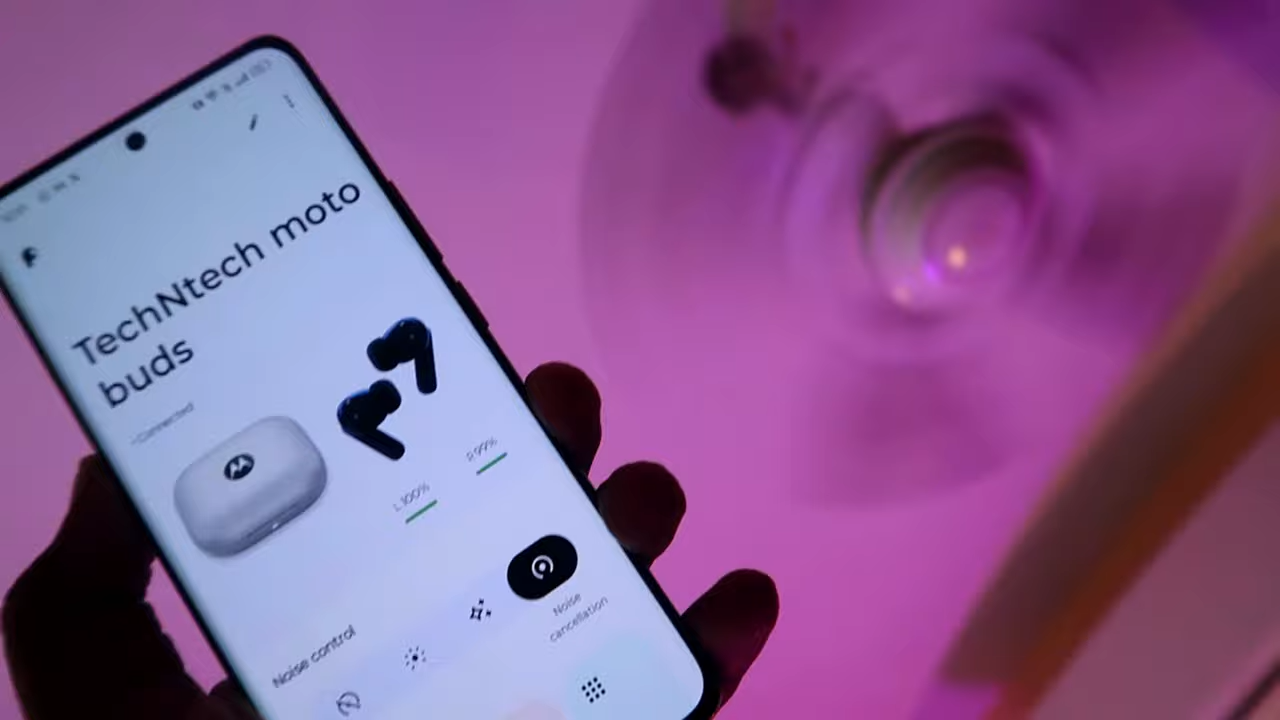 TechNtech moto
buds
Connected
L 100%
R 99%
Noise control
Noise
cancellation